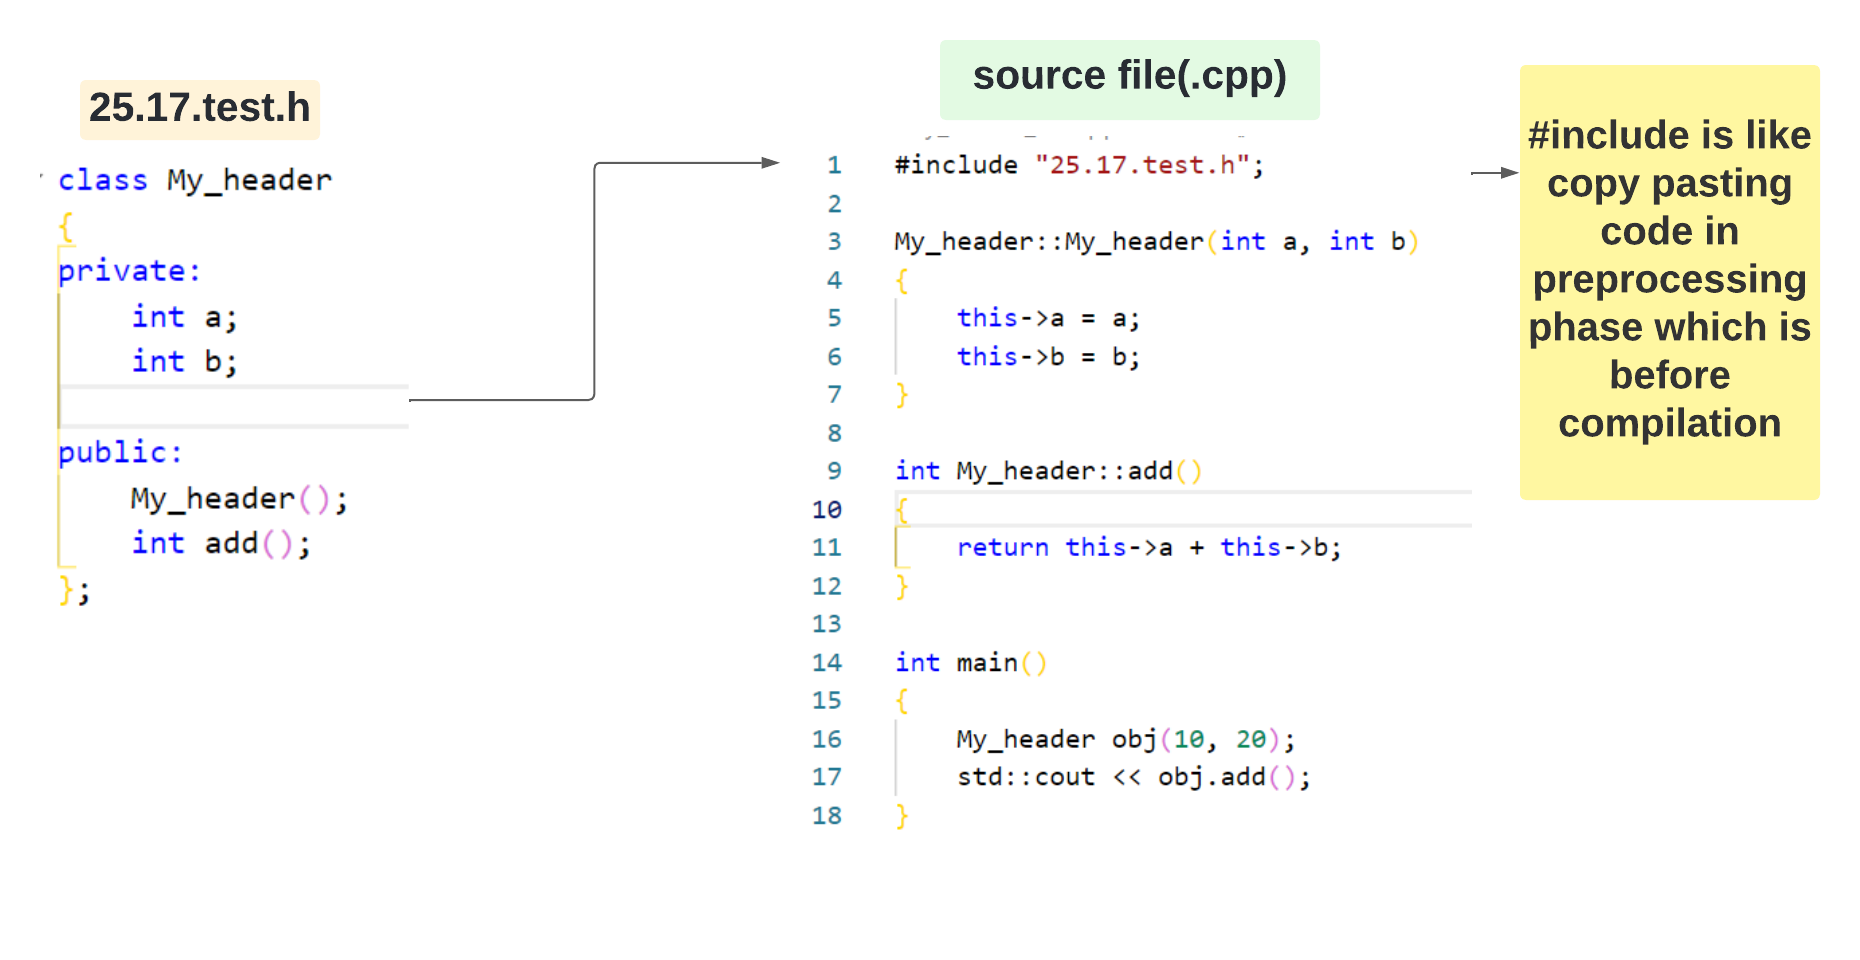 25.17.test.h
class My_header
{
private:
    int a;
    int b;
public:
    My_header();
    int add();
};
source file(.cpp)
1 #include "25.17.test.h";
2
3 My_header::My_header(int a, int b)
4 {
5     this->a = a;
6     this->b = b;
7 }
8
9 int My_header::add()
10 {
11     return this->a + this->b;
12 }
13
14 int main()
15 {
16     My_header obj(10, 20);
17     std::cout << obj.add();
18 }
#include is like
copy pasting
code in
preprocessing
phase which is
before
compilation